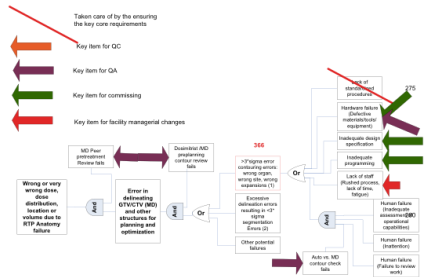 Taken care of by the ensuring
the key core requirements
Key item for QC
Key item for QA
Key item for commissing
Key item for facility managerial changes
Lack of
standardized
procedures
275
Hardware failure
(Defective
materials/tools/
equipment)
Inadequate design
specification
Inadequate
programming
Lack of staff
(Rushed process,
lack of time,
fatigue)
MD Peer
pretreatment
Review fails
Dosimitrist /MD
preplanning
contour review
fails
366
>3*sigma error
contouring errors:
wrong organ,
wrong site, wrong
expansions (1)
Or
Wrong or very
wrong dose,
dose
distribution,
location or
volume due to
RTP Anatomy
failure
And
Error in
delineating
GTV/CTV (MD)
and other
structures for
planning and
optimization
And
Or
Excessive
delineation errors
resulting in <3*
sigma
segmentation
Errors (2)
Other potential
failures
And
Human failure
(Inadequate
assessment of
operational
capabilities)
Human failure
(Inattention)
Human failure
(Failure to review
work)
Auto vs. MD
contour check
fails